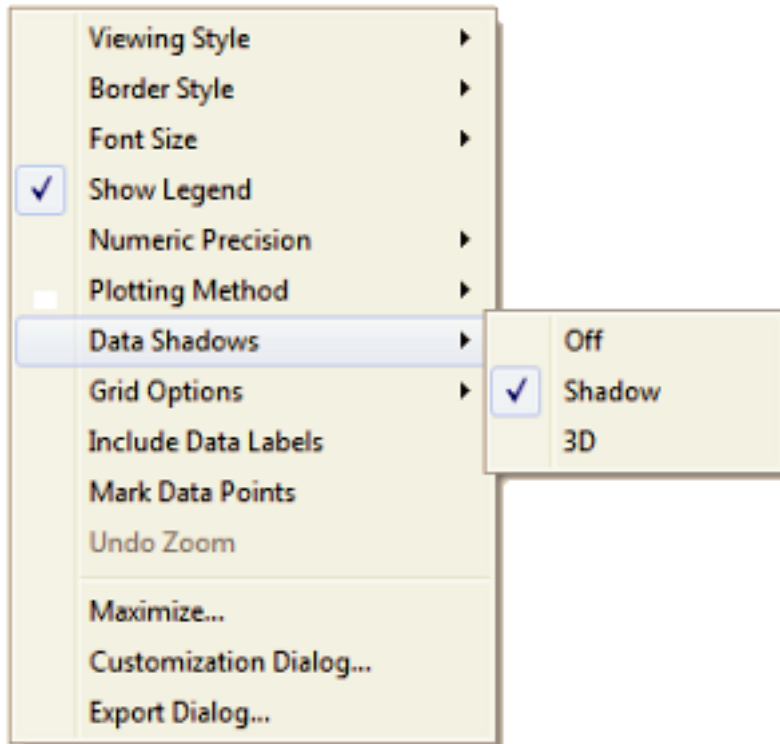 Viewing Style
Border Style
Font Size
Show Legend
Numeric Precision
Plotting Method
Data Shadows
Grid Options
Include Data Labels
Mark Data Points
Undo Zoom
Maximize...
Customization Dialog...
Export Dialog...
Off
Shadow
3D